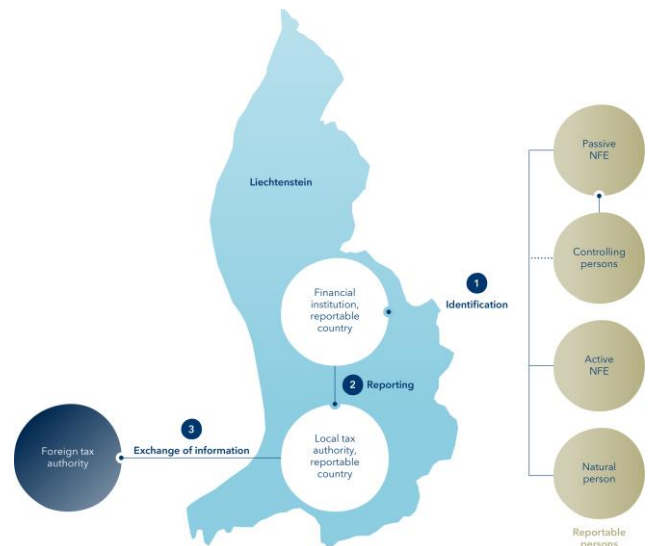 Passive
NFE
Liechtenstein
Controlling
persons
1
Identification
Financial
institution,
reportable
country
Active
NFE
2 Reporting
3
Exchange of information
Foreign tax
authority
Local tax
authority,
reportable
country
Natural
person
Reportable
persons